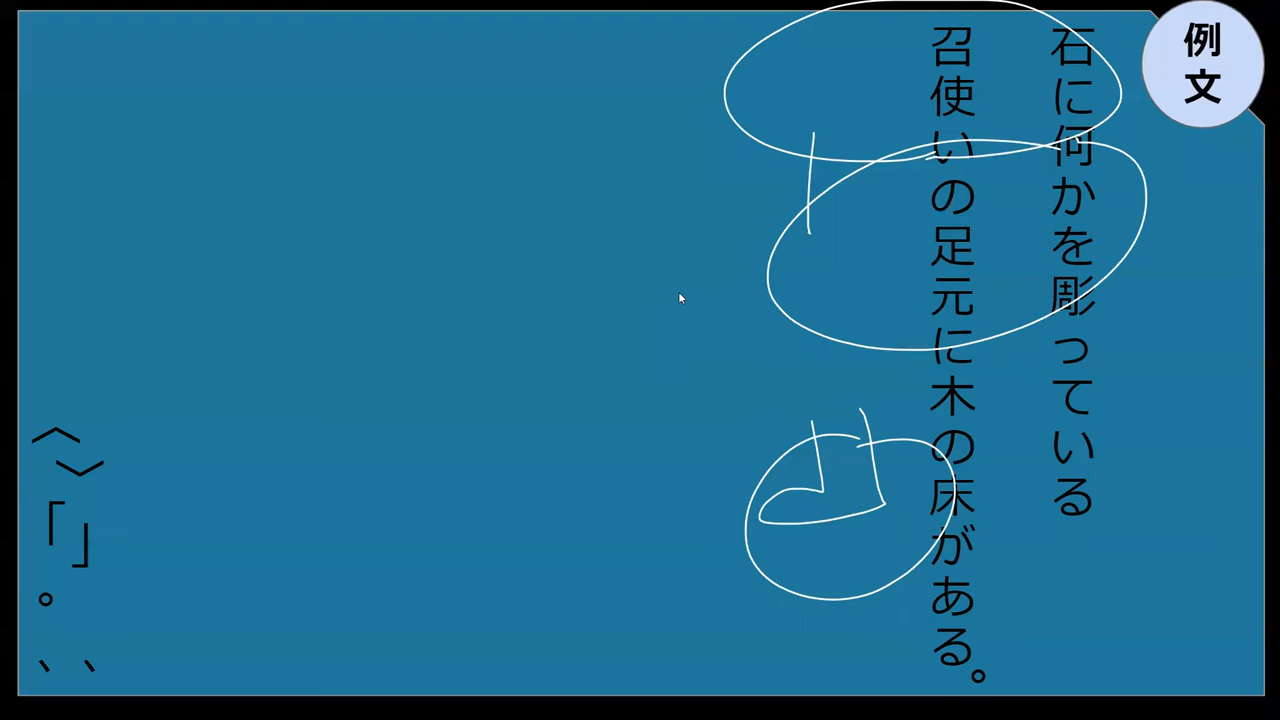 例文
石に何かを彫っている
召使いの足元に木の床がある。
〈〉
「」
。
、、